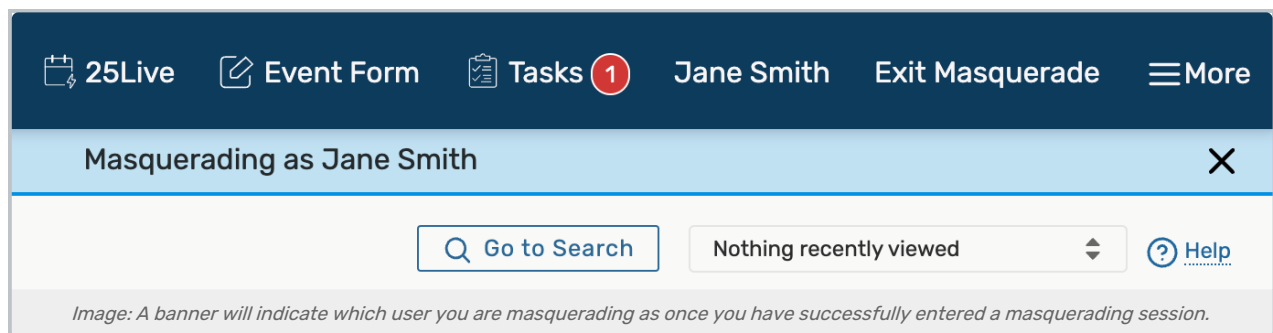 25Live Event Form Tasks 1 Jane Smith Exit Masquerade More
Masquerading as Jane Smith
Go to Search Nothing recently viewed ? Help
Image: A banner will indicate which user you are masquerading as once you have successfully entered a masquerading session.